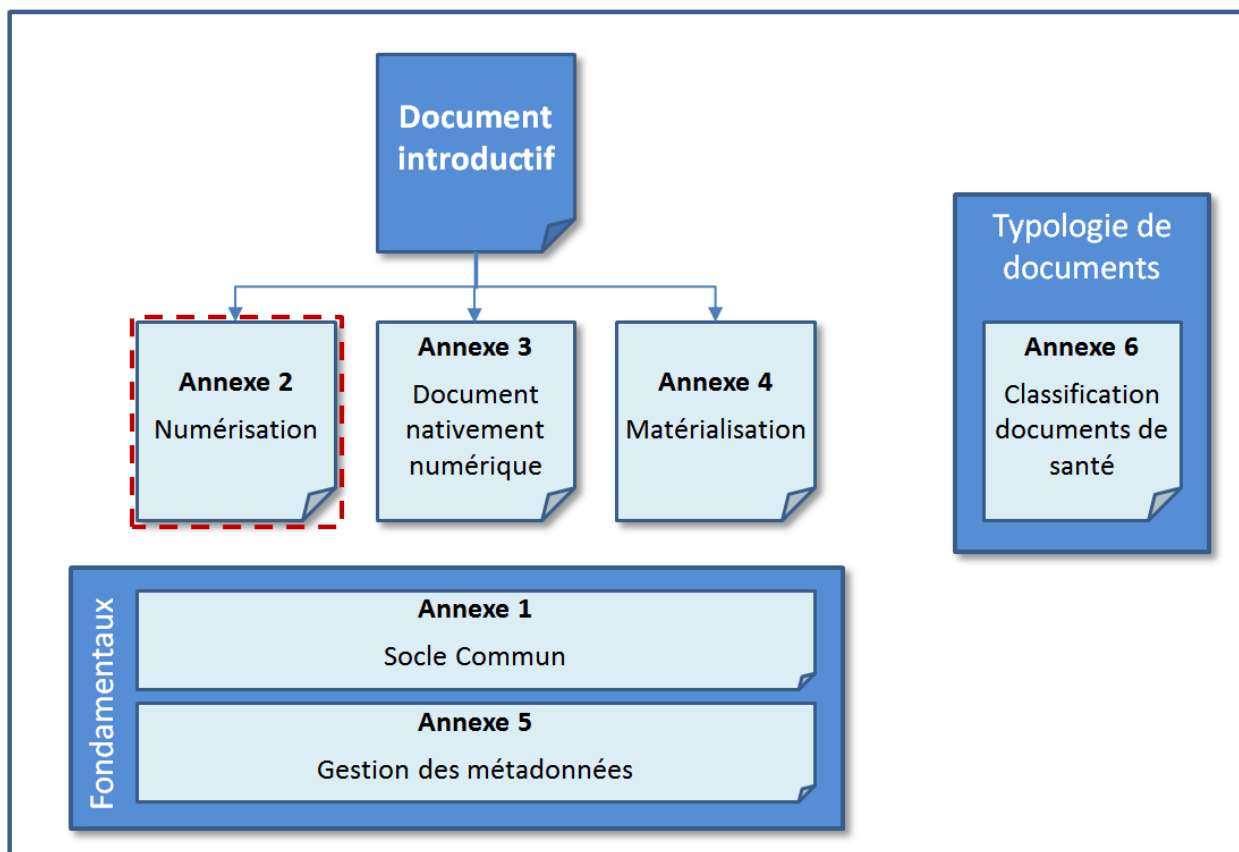 Document
introductif
Typologie de
documents
Annexe 2
Numérisation
Annexe 3
Document
nativement
numérique
Annexe 4
Matérialisation
Annexe 6
Classification
documents de
santé
Fondamentaux
Annexe 1
Socle Commun
Annexe 5
Gestion des métadonnées